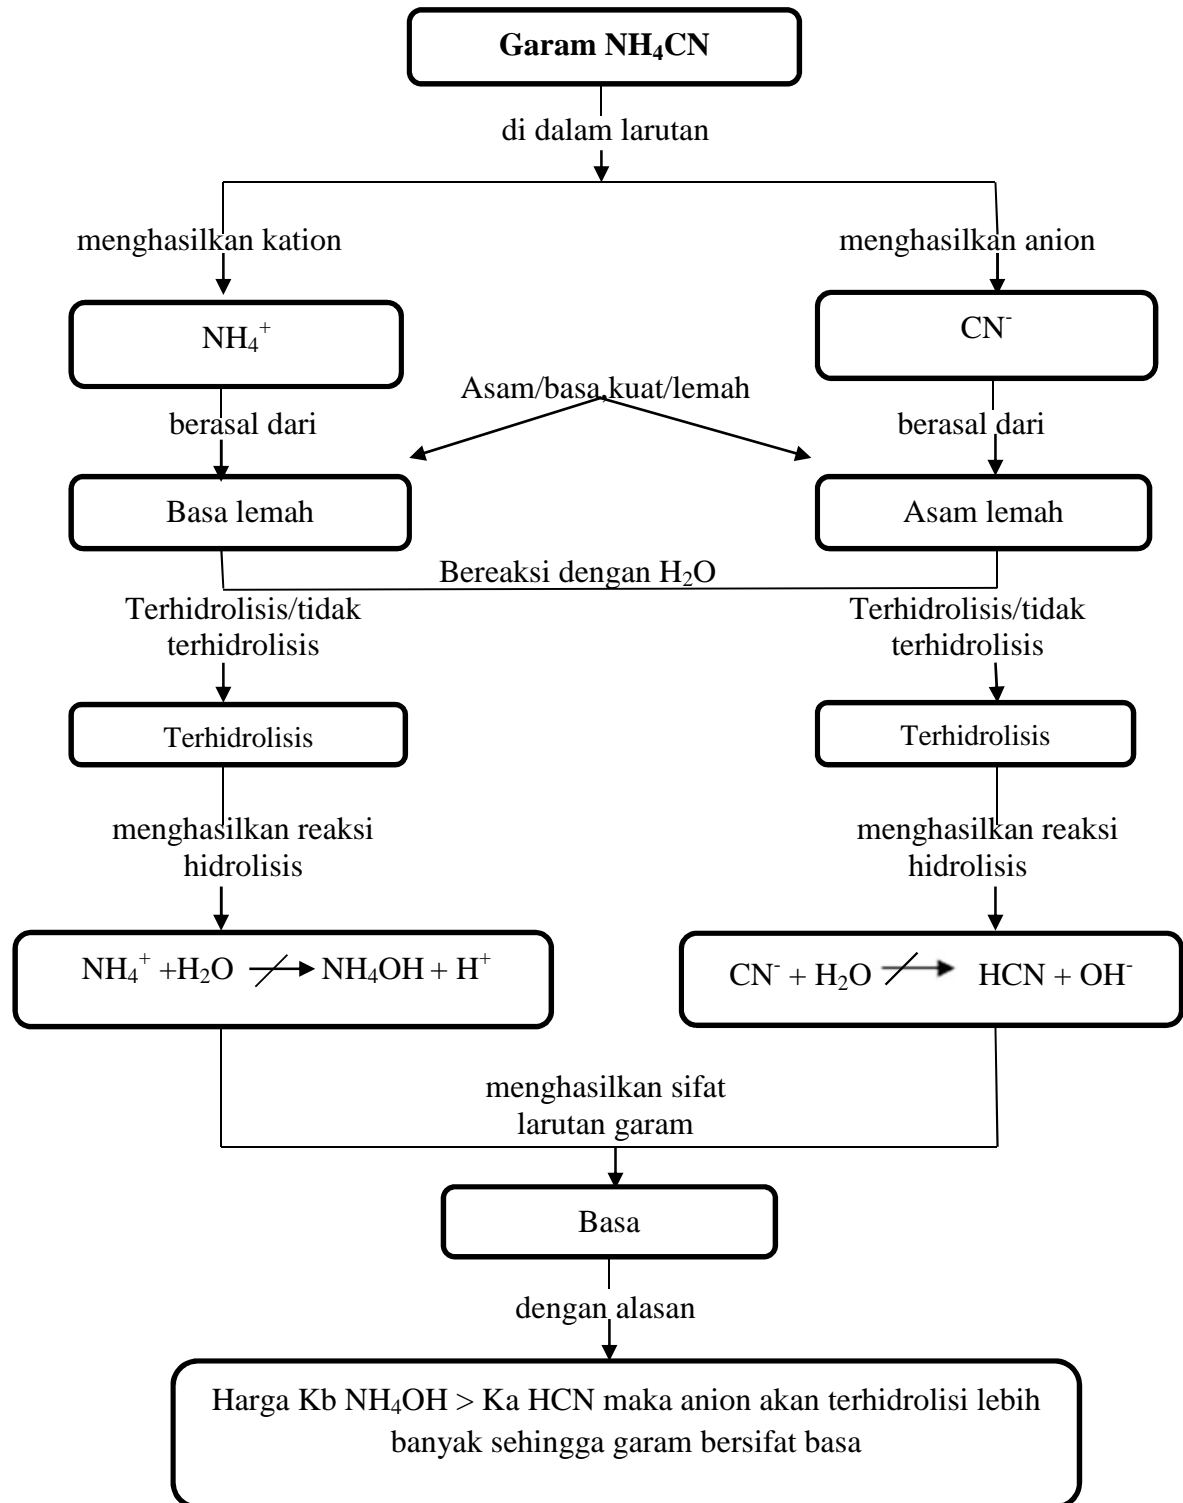 Garam NH₄CN
di dalam larutan
menghasilkan kation
menghasilkan anion
NH₄⁺
CN⁻
Asam/basa,kuat/lemah
berasal dari
berasal dari
Basa lemah
Asam lemah
Bereaksi dengan H₂O
Terhidrolisis/tidak
terhidrolisis
Terhidrolisis/tidak
terhidrolisis
Terhidrolisis
Terhidrolisis
menghasilkan reaksi
hidrolisis
menghasilkan reaksi
hidrolisis
NH₄⁺ +H₂O NH₄OH + H⁺
CN⁻ + H₂O HCN + OH⁻
menghasilkan sifat
larutan garam
Basa
dengan alasan
Harga Kb NH₄OH > Ka HCN maka anion akan terhidrolisi lebih
banyak sehingga garam bersifat basa